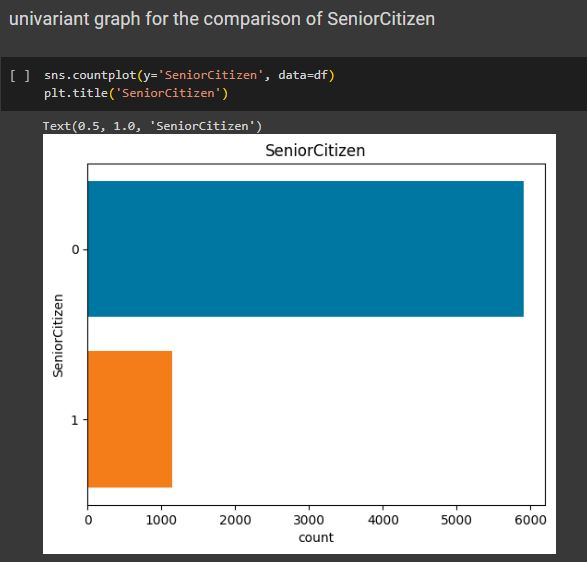 univariant graph for the comparison of SeniorCitizen
[ ] sns.countplot(y='SeniorCitizen', data=df)
plt.title('SeniorCitizen')
Text(0.5, 1.0, 'SeniorCitizen')
SeniorCitizen
SeniorCitizen
0
1
0 1000 2000 3000 4000 5000 6000
count